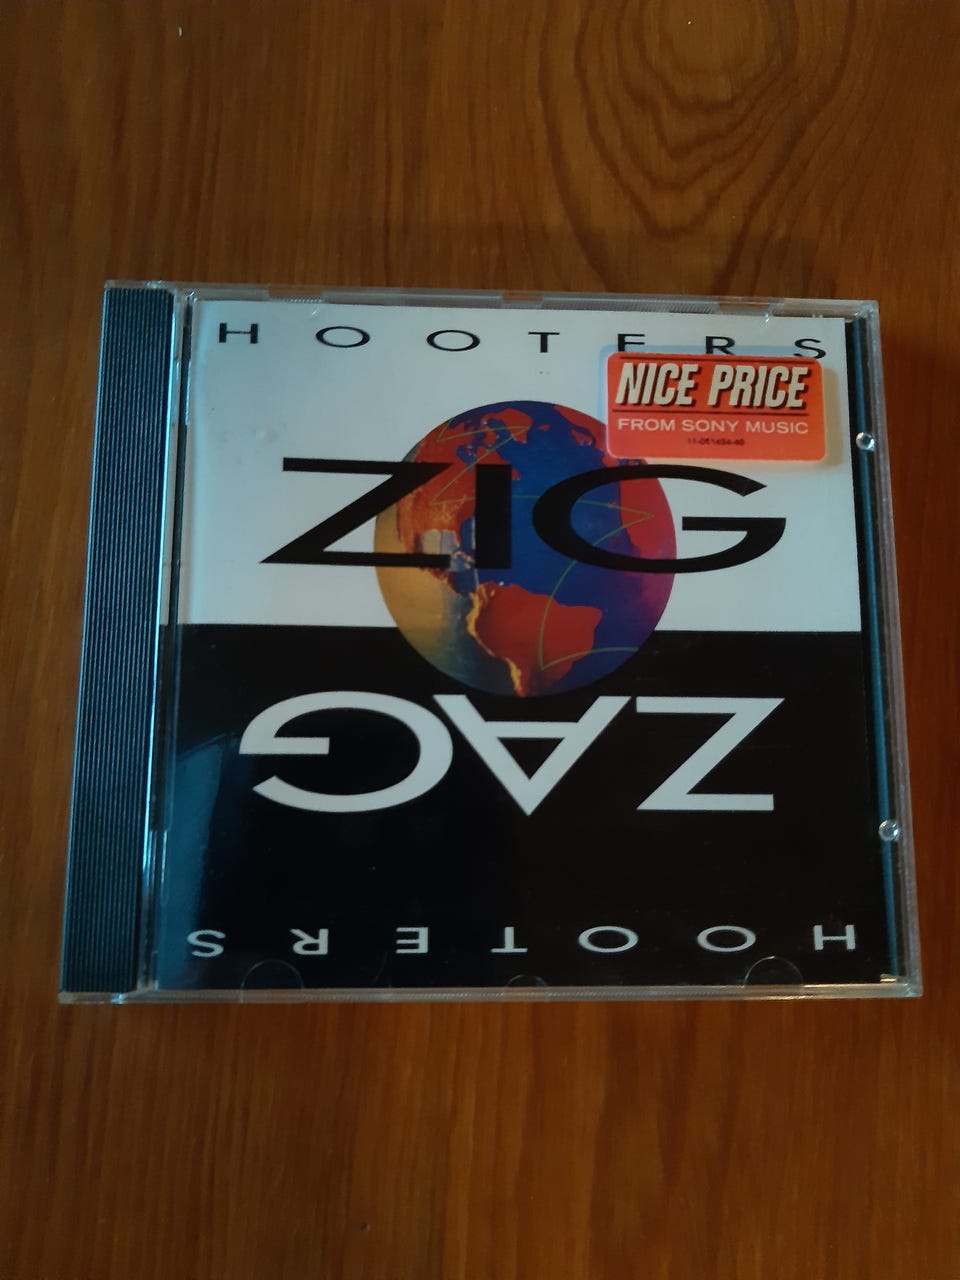 HOOTERS
NICE PRICE
FROM SONY MUSIC
ZIG
ZAG
HOOTERS